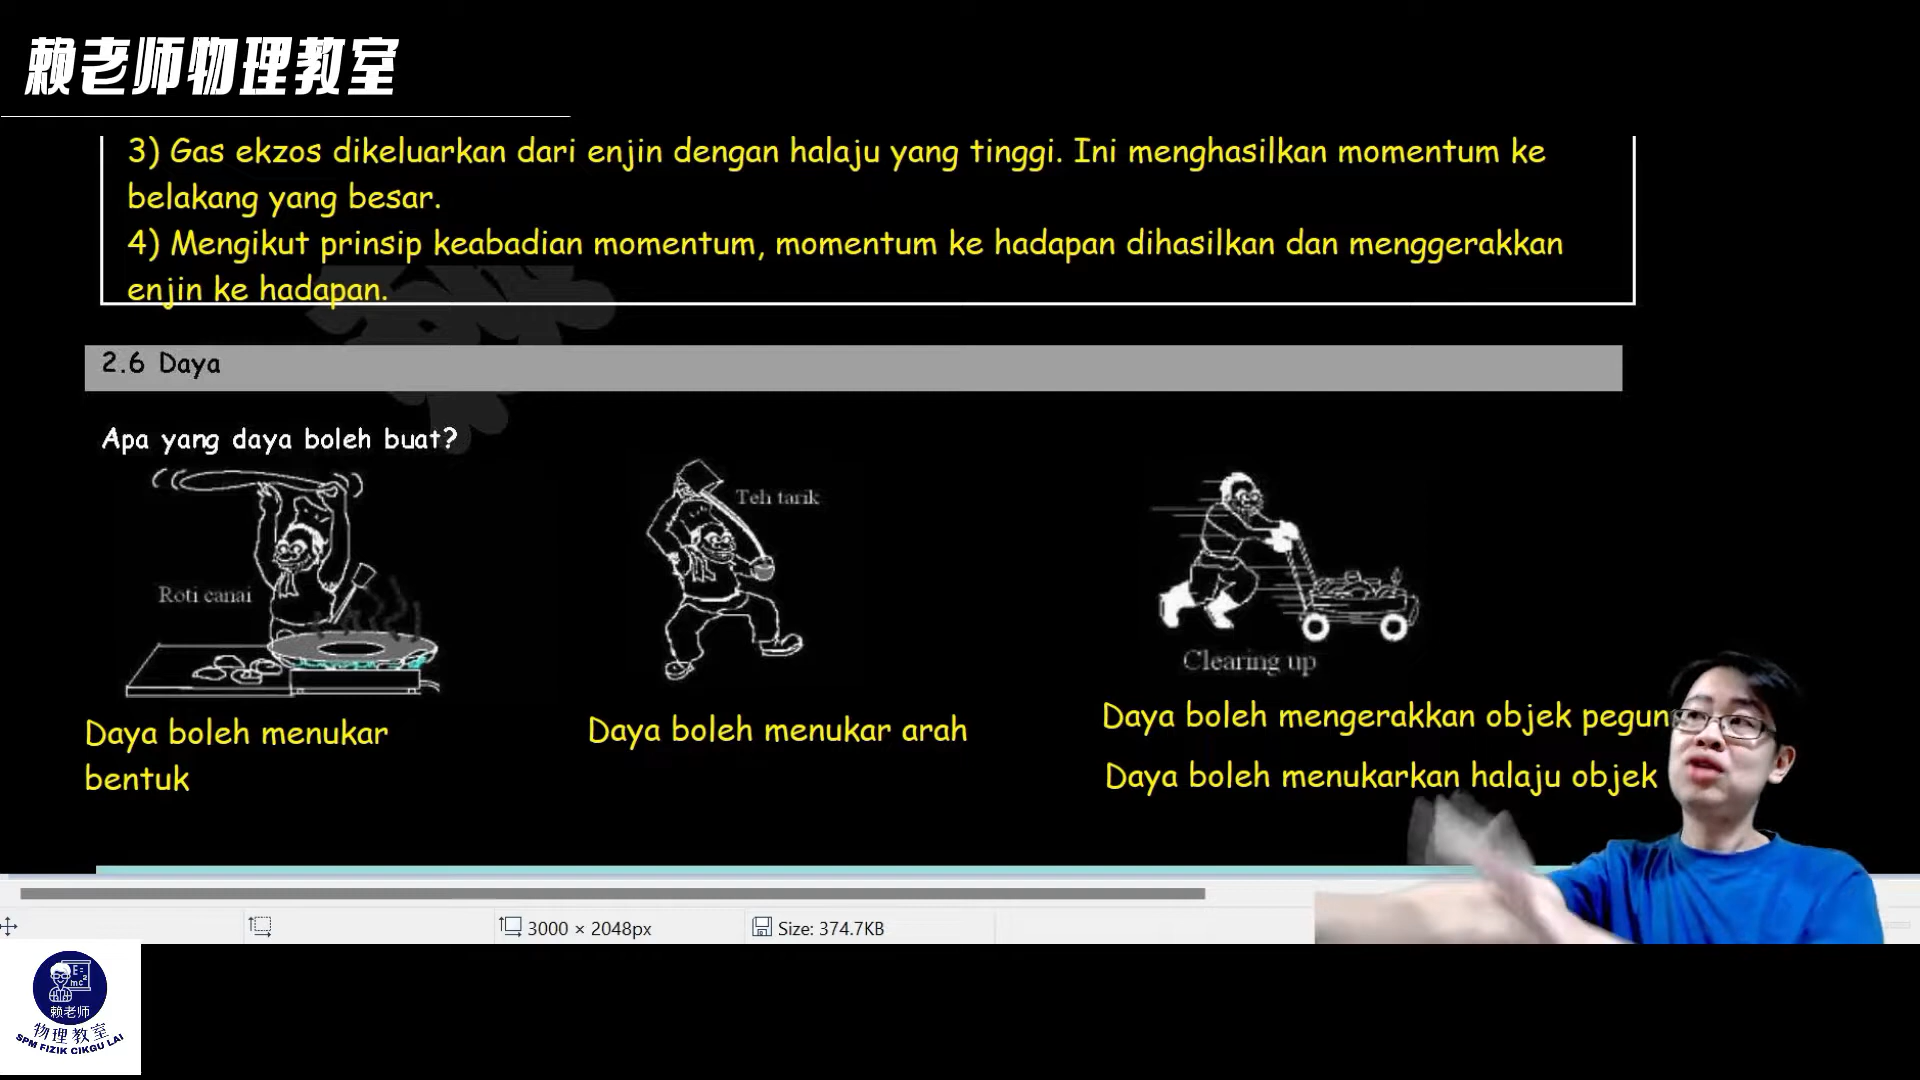 赖老师物理教室
3) Gas ekzos dikeluarkan dari enjin dengan halaju yang tinggi. Ini menghasilkan momentum ke
belakang yang besar.
4) Mengikut prinsip keabadian momentum, momentum ke hadapan dihasilkan dan menggerakkan
enjin ke hadapan.
2.6 Daya
Apa yang daya boleh buat?
Roti canai
Teh tarik
Clearing up
Daya boleh menukar
bentuk
Daya boleh menukar arah
Daya boleh mengerakkan objek pegun
Daya boleh menukarkan halaju objek
3000 × 2048px
Size: 374.7KB
E=
mc²
赖老师
物理教室
SPM FIZIK CIKGU LAI